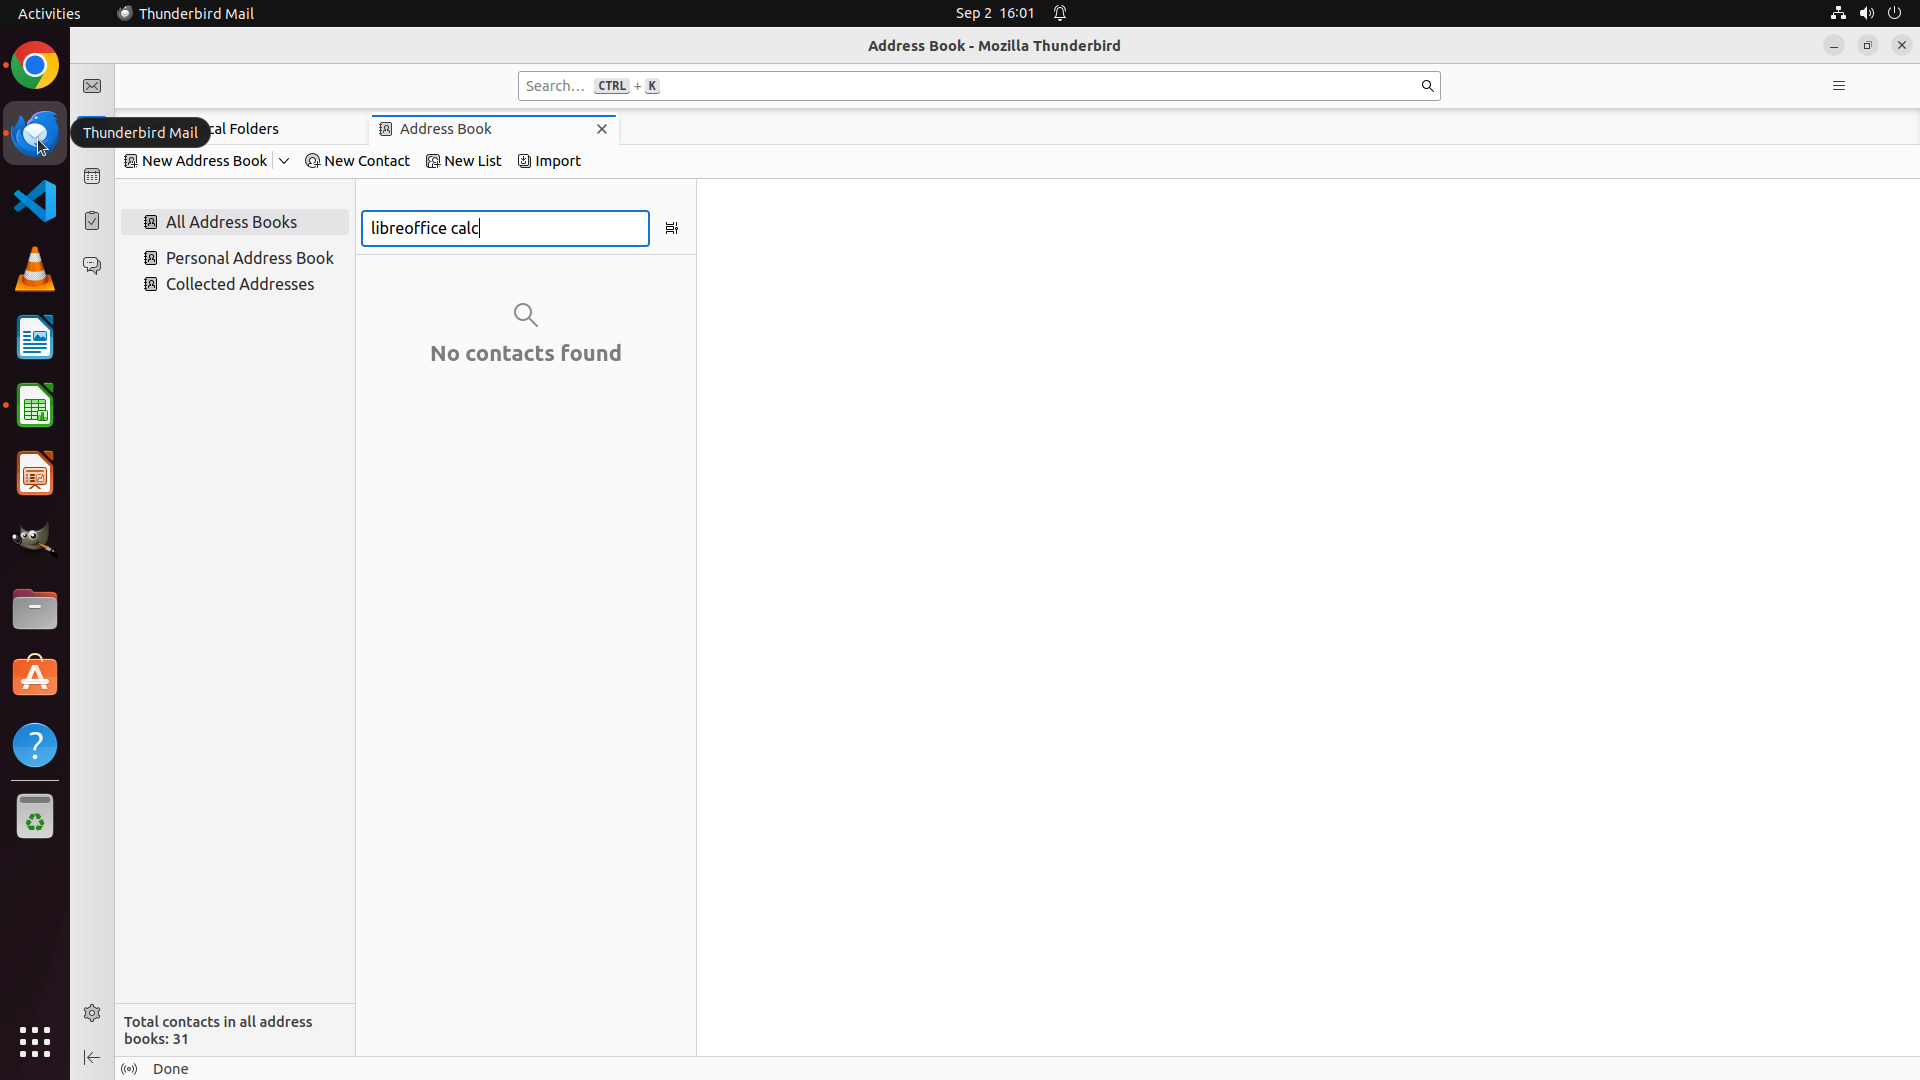 Activities
Thunderbird Mail
Sep 2 16:01
Address Book - Mozilla Thunderbird
Search... CTRL + K
Thunderbird Mail
cal Folders
Address Book
New Address Book
New Contact
New List
Import
All Address Books
Personal Address Book
Collected Addresses
libreoffice calc
No contacts found
Total contacts in all address
books: 31
Done